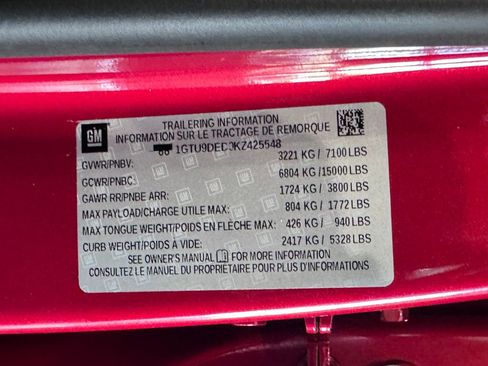 GM
TRAILERING INFORMATION
INFORMATION SUR LE TRACTAGE DE REMORQUE
1GTU9DEC3KZ425548
GVWR/PNBV: 3221 KG / 7100 LBS
GCWR/PNBC: 6804 KG /15000 LBS
GAWR RR/PNBE ARR: 1724 KG / 3800 LBS
MAX PAYLOAD/CHARGE UTILE MAX: 804 KG / 1772 LBS
MAX TONGUE WEIGHT/POIDS EN FLÈCHE MAX: 426 KG / 940 LBS
CURB WEIGHT/POIDS À VIDE: 2417 KG / 5328 LBS
SEE OWNER'S MANUAL FOR MORE INFORMATION
CONSULTEZ LE MANUEL DU PROPRIETAIRE POUR PLUS D'INFORMATIONS